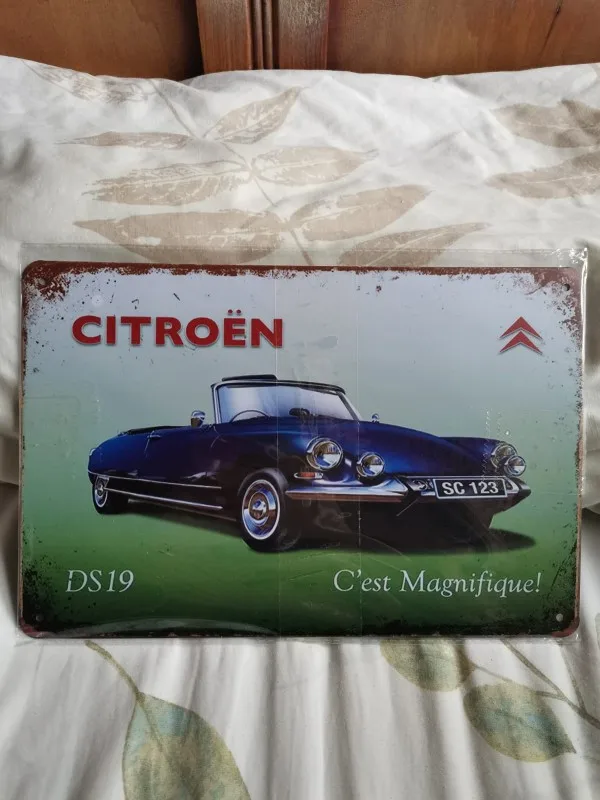 CITROËN
SC 123
DS19
C'est Magnifique!